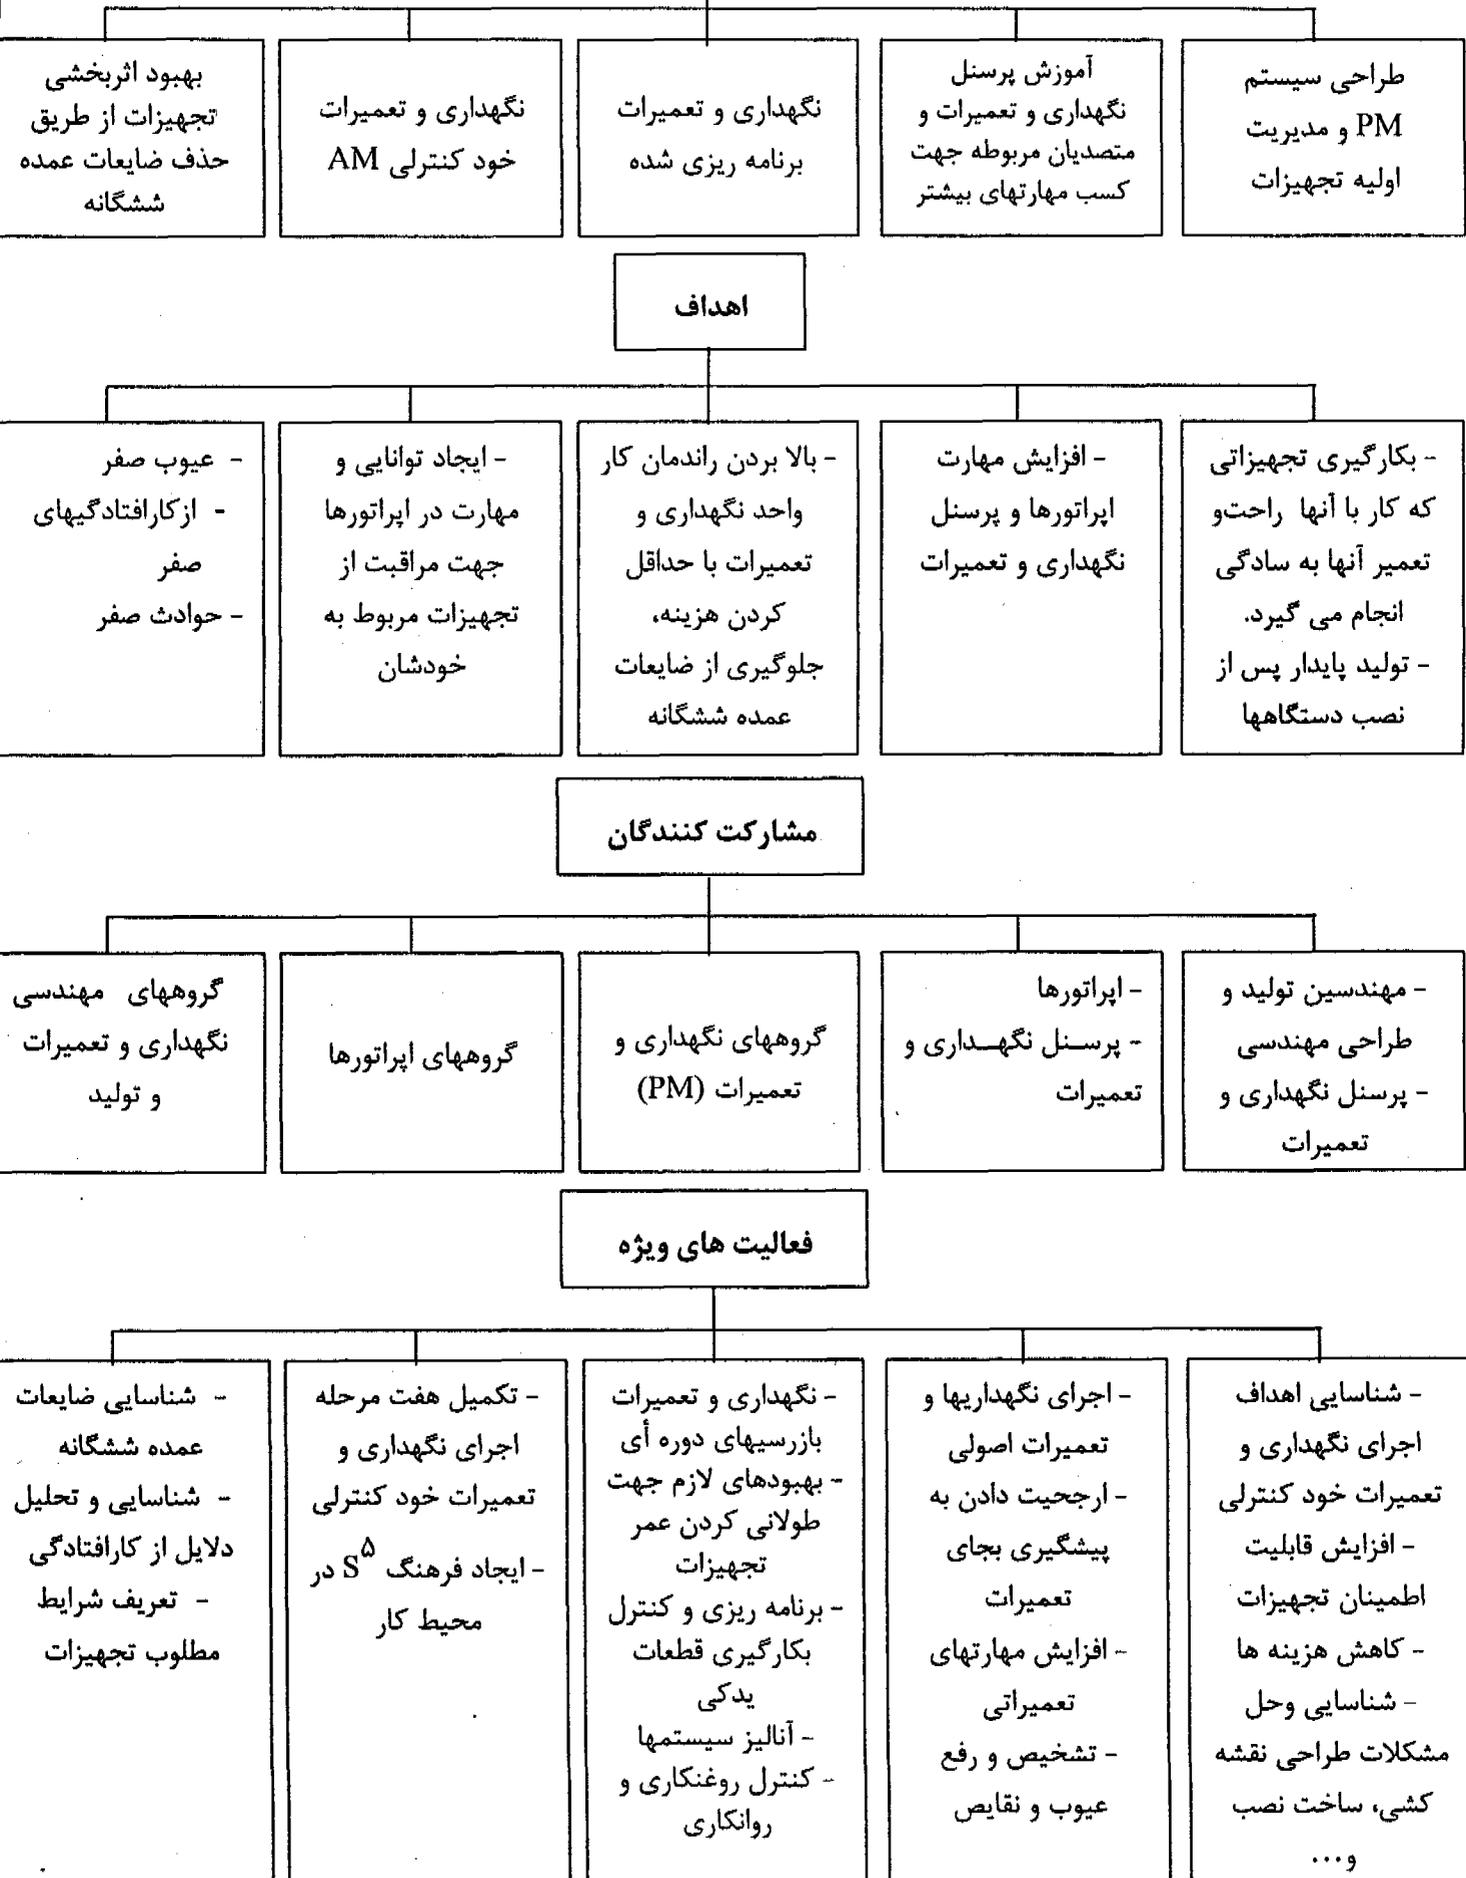 طراحی سیستم
PM و مدیریت
اولیه تجهیزات
آموزش پرسنل
نگهداری و تعمیرات و
متصدیان مربوطه جهت
کسب مهارتهای بیشتر
نگهداری و تعمیرات
برنامه ریزی شده
نگهداری و تعمیرات
خود کنترلی AM
بهبود اثربخشی
تجهیزات از طریق
حذف ضایعات عمده
ششگانه
اهداف
- بکارگیری تجهیزاتی
که کار با آنها راحت‌و
تعمیر آنها به سادگی
انجام می گیرد.
- تولید پایدار پس از
نصب دستگاهها
- افزایش مهارت
اپراتورها و پرسنل
نگهداری و تعمیرات
- بالا بردن راندمان کار
واحد نگهداری و
تعمیرات با حداقل
کردن هزینه،
جلوگیری از ضایعات
عمده ششگانه
- ایجاد توانایی و
مهارت در اپراتورها
جهت مراقبت از
تجهیزات مربوط به
خودشان
- عیوب صفر
- ازکارافتادگیهای
صفر
- حوادث صفر
مشارکت کنندگان
- مهندسین تولید و
طراحی مهندسی
- پرسنل نگهداری و
تعمیرات
- اپراتورها
- پرسـنل نگهـداری و
تعمیرات
گروههای نگهداری و
تعمیرات (PM)
گروههای اپراتورها
گروههای مهندسی
نگهداری و تعمیرات
و تولید
فعالیت های ویژه
- شناسایی اهداف
اجرای نگهداری و
تعمیرات خود کنترلی
- افزایش قابلیت
اطمینان تجهیزات
- کاهش هزینه ها
- شناسایی وحل
مشکلات طراحی نقشه
کشی، ساخت نصب
و...
- اجرای نگهداریها و
تعمیرات اصولی
- ارجحیت دادن به
پیشگیری بجای
تعمیرات
- افزایش مهارتهای
تعمیراتی
- تشخیص و رفع
عیوب و نقایص
- نگهداری و تعمیرات
بازرسیهای دوره أی
- بهبودهای لازم جهت
طولانی کردن عمر
تجهیزات
- برنامه ریزی و کنترل
بکارگیری قطعات
یدکی
- آنالیز سیستمها
- کنترل روغنکاری و
روانکاری
- تکمیل هفت مرحله
اجرای نگهداری و
تعمیرات خود کنترلی
- ایجاد فرهنگ S۵ در
محیط کار
- شناسایی ضایعات
عمده ششگانه
- شناسایی و تحلیل
دلایل از کارافتادگی
- تعریف شرایط
مطلوب تجهیزات